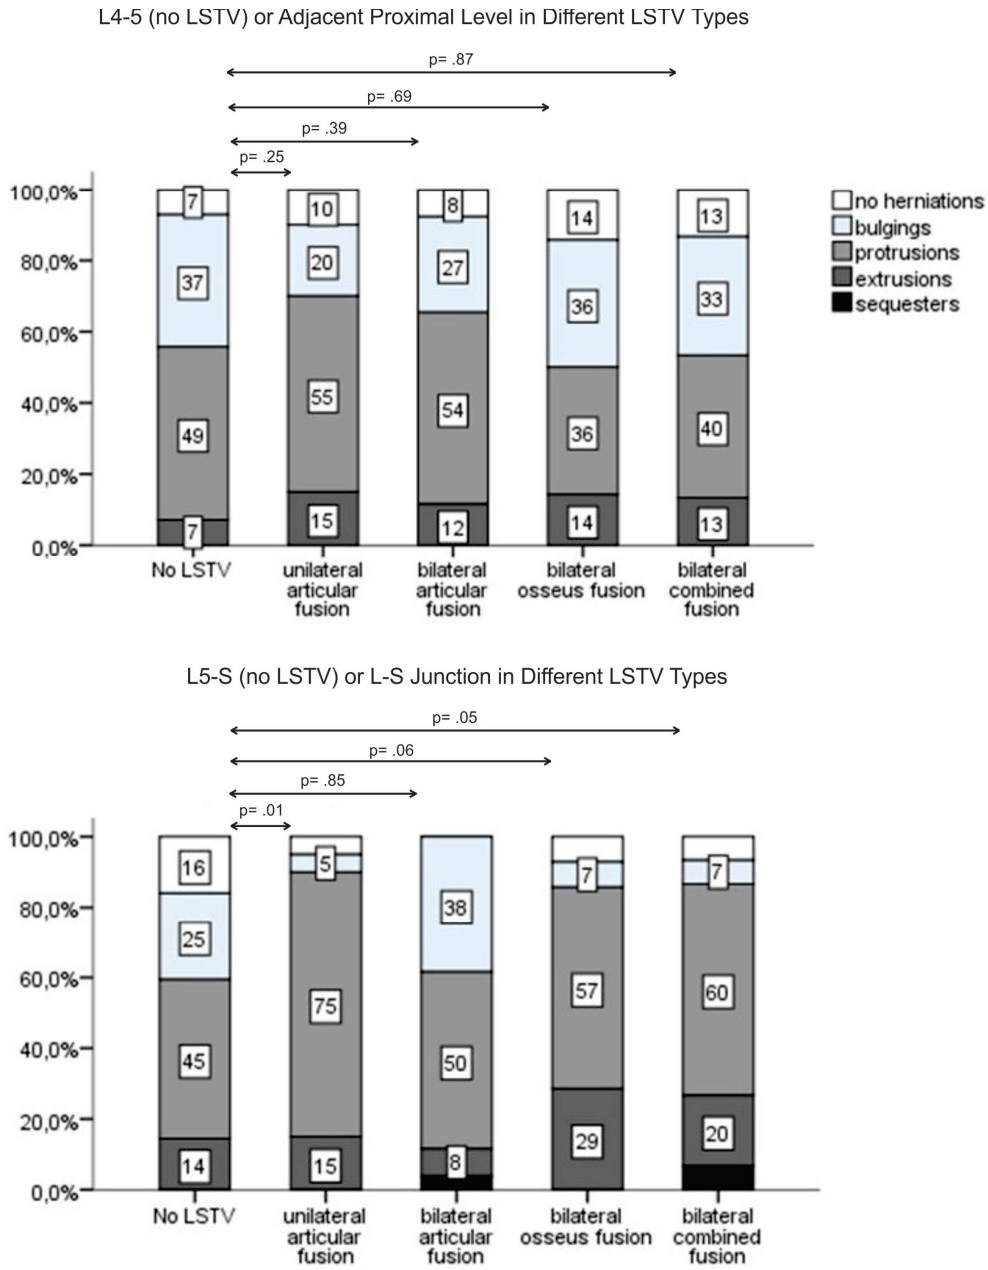 L4-5 (no LSTV) or Adjacent Proximal Level in Different LSTV Types
p= .87
p= .69
p= .39
p= .25
100,0%
80,0%
60,0%
40,0%
20,0%
0,0%
7
37
49
7
10
20
55
15
8
27
54
12
14
36
36
14
13
33
40
13
no herniations
bulgings
protrusions
extrusions
sequesters
No LSTV
unilateral
articular
fusion
bilateral
articular
fusion
bilateral
osseus fusion
bilateral
combined
fusion
L5-S (no LSTV) or L-S Junction in Different LSTV Types
p= .05
p= .06
p= .85
p= .01
100,0%
80,0%
60,0%
40,0%
20,0%
0,0%
16
25
45
14
5
75
15
38
50
8
7
57
29
7
60
20
No LSTV
unilateral
articular
fusion
bilateral
articular
fusion
bilateral
osseus fusion
bilateral
combined
fusion